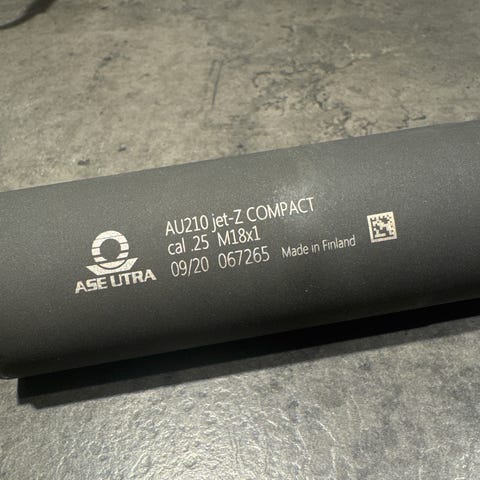 AU210 jet-Z COMPACT
cal .25 M18x1
09/20 067265 Made in Finland
ASE UTRA